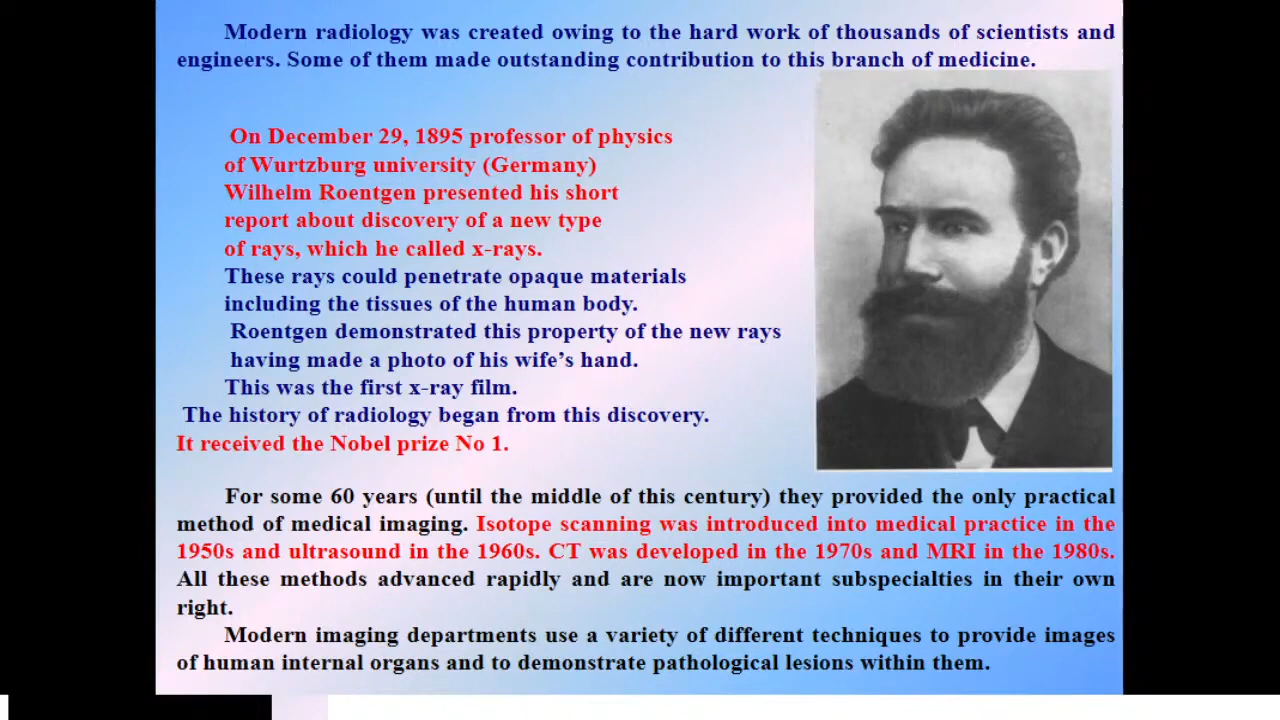 Modern radiology was created owing to the hard work of thousands of scientists and
engineers. Some of them made outstanding contribution to this branch of medicine.
On December 29, 1895 professor of physics
of Wurtzburg university (Germany)
Wilhelm Roentgen presented his short
report about discovery of a new type
of rays, which he called x-rays.
These rays could penetrate opaque materials
including the tissues of the human body.
Roentgen demonstrated this property of the new rays
having made a photo of his wife’s hand.
This was the first x-ray film.
The history of radiology began from this discovery.
It received the Nobel prize No 1.
For some 60 years (until the middle of this century) they provided the only practical
method of medical imaging. Isotope scanning was introduced into medical practice in the
1950s and ultrasound in the 1960s. CT was developed in the 1970s and MRI in the 1980s.
All these methods advanced rapidly and are now important subspecialties in their own
right.
Modern imaging departments use a variety of different techniques to provide images
of human internal organs and to demonstrate pathological lesions within them.